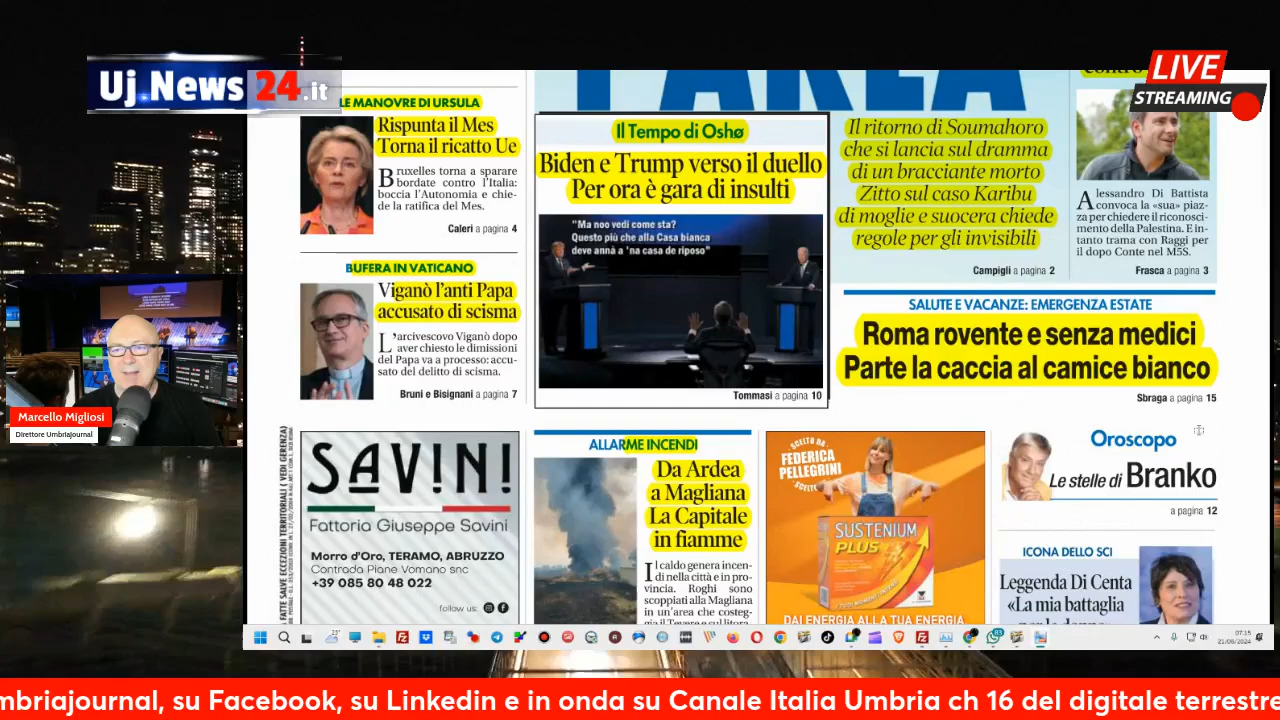 Uj News 24.it
LIVE
STREAMING
LE MANOVRE DI URSULA
Rispunta il Mes
Torna il ricatto Ue
Bruxelles torna a sparare
bordate contro l'Italia:
boccia l'Autonomia e chie-
de la ratifica del Mes.
Caleri a pagina 4
BUFERA IN VATICANO
Viganò l'anti Papa
accusato di scisma
L'arcivescovo Viganò dopo
aver chiesto le dimissioni
del Papa va a processo: accu-
sato del delitto di scisma.
Bruni e Bisignani a pagina 7
Il Tempo di Oshø
Biden e Trump verso il duello
Per ora è gara di insulti
"Ma noo vedi come sta?
Questo più che alla Casa bianca
deve annà a 'na casa de riposo"
Tommasi a pagina 10
Il ritorno di Soumahoro
che si lancia sul dramma
di un bracciante morto
Zitto sul caso Karibu
di moglie e suocera chiede
regole per gli invisibili
Campigli a pagina 2
Alessandro Di Battista
convoca la «sua» piaz-
za per chiedere il riconosci-
mento della Palestina. E in-
tanto trama con Raggi per
il dopo Conte nel M5S.
Frasca a pagina 3
SALUTE E VACANZE: EMERGENZA ESTATE
Roma rovente e senza medici
Parte la caccia al camice bianco
Sbraga a pagina 15
Marcello Migliosi
Direttore Umbriajournal
SAVINI
Fattoria Giuseppe Savini
Morro d'Oro, TERAMO, ABRUZZO
Contrada Piane Vomano snc
+39 085 80 48 022
follow us:
ALLARME INCENDI
Da Ardea
a Magliana
La Capitale
in fiamme
Il caldo genera incen-
di nella città e in pro-
vincia. Roghi sono
scoppiati alla Magliana
in un'area che costeg-
SCELTO DA
FEDERICA
PELLEGRINI
SUSTENIUM
PLUS
DAI ENERGIA ALLA TUA ENERGIA
Oroscopo
Le stelle di Branko
a pagina 12
ICONA DELLO SCI
Leggenda Di Centa
«La mia battaglia
07:15
21/06/2024
mbriajournal, su Facebook, su Linkedin e in onda su Canale Italia Umbria ch 16 del digitale terrestre